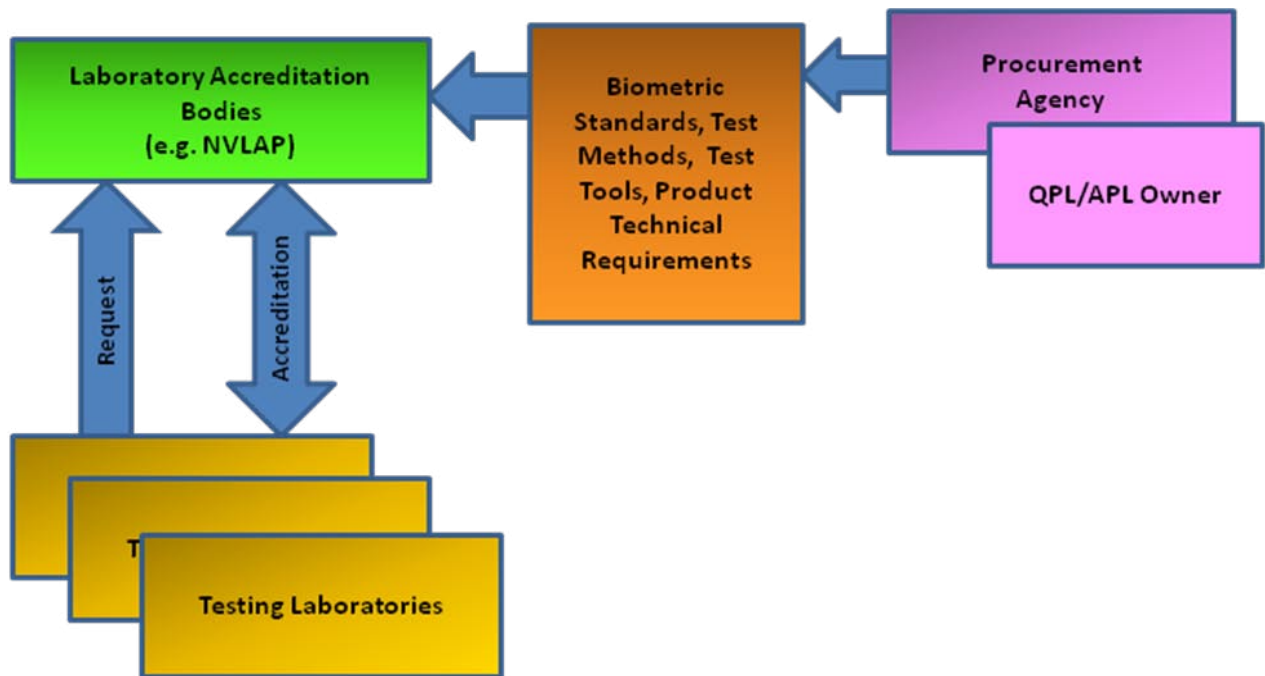 Laboratory Accreditation
Bodies
(e.g. NVLAP)
Biometric
Standards, Test
Methods, Test
Tools, Product
Technical
Requirements
Procurement
Agency
QPL/APL Owner
Request
Accreditation
Testing Laboratories